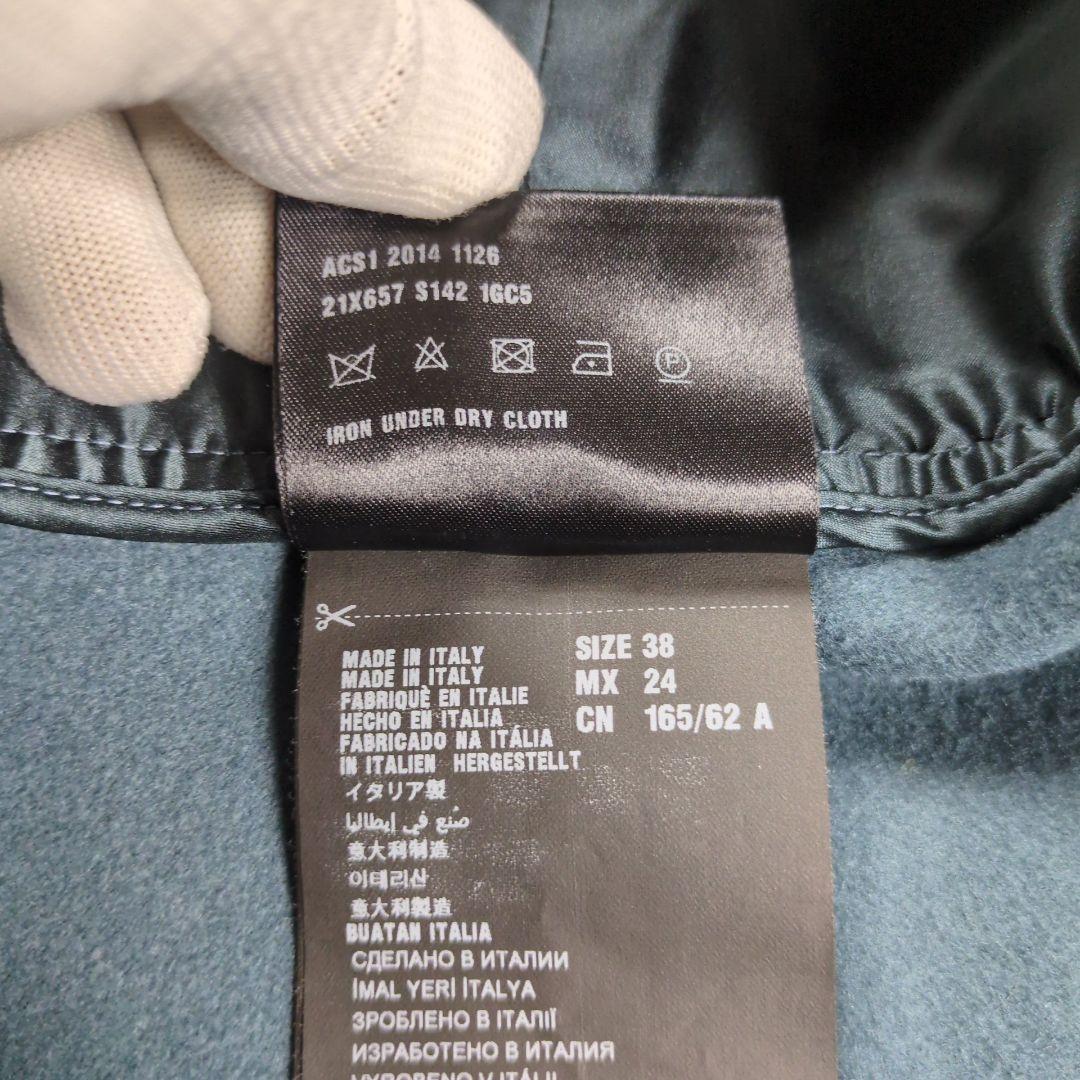 ACS1 2014 1126
21X657 S142 1GC5
P
IRON UNDER DRY CLOTH
MADE IN ITALY
MADE IN ITALY
FABRIQUÈ EN ITALIE
HECHO EN ITALIA
FABRICADO NA ITÁLIA
IN ITALIEN HERGESTELLT
イタリア製
صُنع في إيطاليا
意大利制造
이태리산
意大利製造
BUATAN ITALIA
СДЕЛАНО В ИТАЛИИ
İMAL YERİ İTALYA
ЗРОБЛЕНО В ІТАЛІЇ
ИЗРАБОТЕНО В ИТАЛИЯ
VYROBENO V ITÁLII
SIZE 38
MX 24
CN 165/62 A